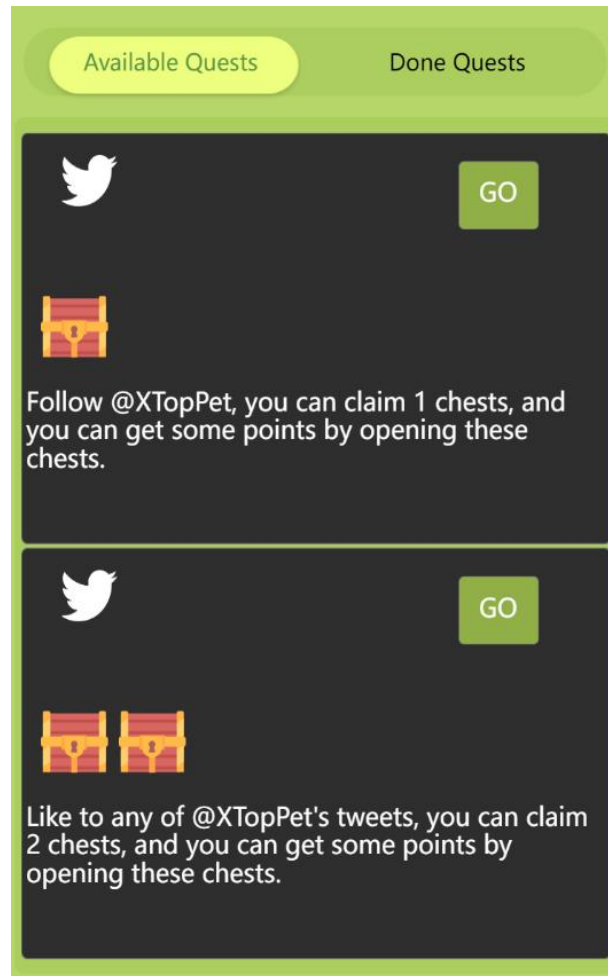 Available Quests
Done Quests
GO
Follow @XTopPet, you can claim 1 chests, and
you can get some points by opening these
chests.
GO
Like to any of @XTopPet's tweets, you can claim
2 chests, and you can get some points by
opening these chests.